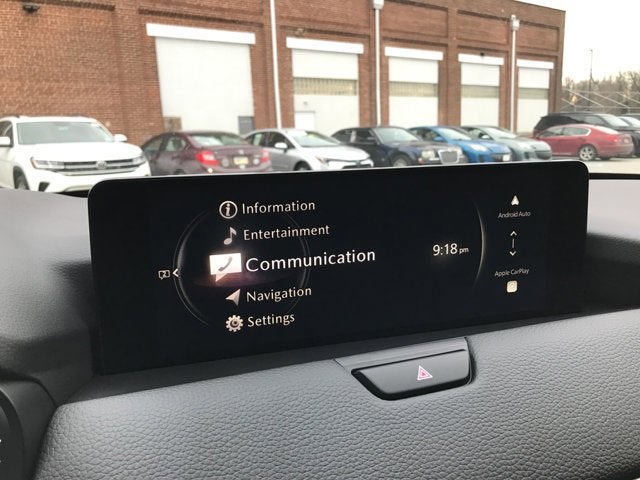 Information
Entertainment
Communication
Navigation
Settings
9:18 pm
Android Auto
Apple CarPlay